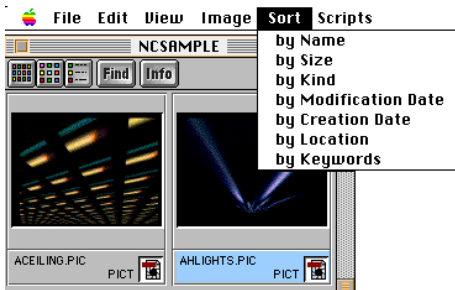 File Edit View Image Sort Scripts
NCSAMPLE
Find Info
by Name
by Size
by Kind
by Modification Date
by Creation Date
by Location
by Keywords
ACEILING.PIC
PICT
AHLIGHTS.PIC
PICT